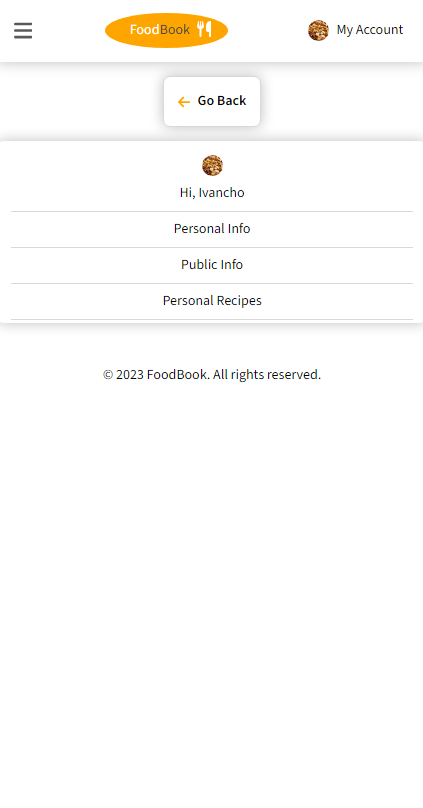 FoodBook
My Account
Go Back
Hi, Ivancho
Personal Info
Public Info
Personal Recipes
© 2023 FoodBook. All rights reserved.